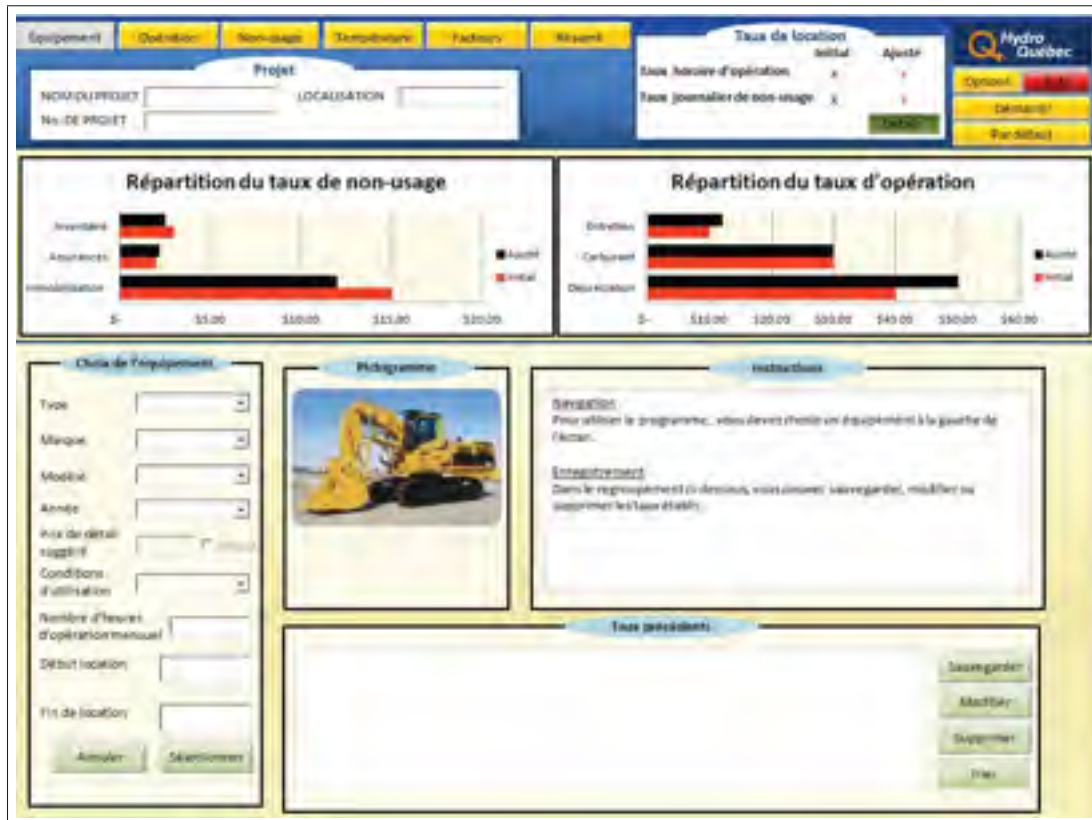 Équipement Opération Non-usage Température Facteurs Résumé
Projet
NOM DU PROJET LOCALISATION
No. DE PROJET
Taux de location
Initial Ajusté
Taux horaire d'opération x
Taux journalier de non-usage x
Détail
Hydro
Québec
Options
Démarrer
Par défaut
Répartition du taux de non-usage
Inventaire
Assurances
Immobilisation
Ajusté
Initial
$- $5.00 $10.00 $15.00 $20.00
Répartition du taux d'opération
Entretien
Carburant
Dépréciation
Ajusté
Initial
$- $10.00 $20.00 $30.00 $40.00 $50.00 $60.00
Choix de l'équipement
Type
Marque
Modèle
Année
Prix de détail
suggéré
Conditions
d'utilisation
Nombre d'heures
d'opération mensuel
Début location
Fin de location
Annuler Sélectionner
Pictogramme
Instructions
Navigation
Pour utiliser le programme, vous devez choisir un équipement à la gauche de
l'écran.
Enregistrement
Dans le regroupement ci-dessous, vous pouvez sauvegarder, modifier ou
supprimer les taux établis.
Taux précédents
Sauvegarder
Modifier
Supprimer
Trier